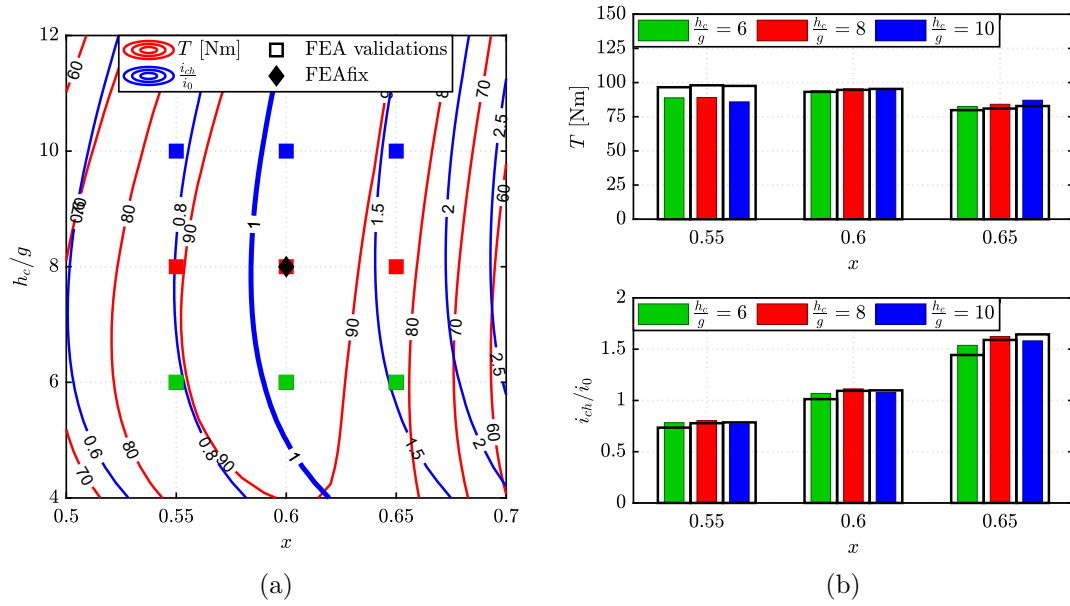 T [Nm]
FEA validations
i_ch/i_0
FEAfix
12
10
8
6
4
h_c/g
0.5
0.55
0.6
0.65
0.7
x
60
80
90
70
2.5
0.8
80
90
1
1.5
2
60
90
80
70
2.5
0.6
80
70
0.8
90
1
1.5
2
60
(a)
150
125
100
75
50
25
0
T [Nm]
h_c/g = 6
h_c/g = 8
h_c/g = 10
0.55
0.6
0.65
x
2
1.5
1
0.5
0
i_ch/i_0
h_c/g = 6
h_c/g = 8
h_c/g = 10
0.55
0.6
0.65
x
(b)